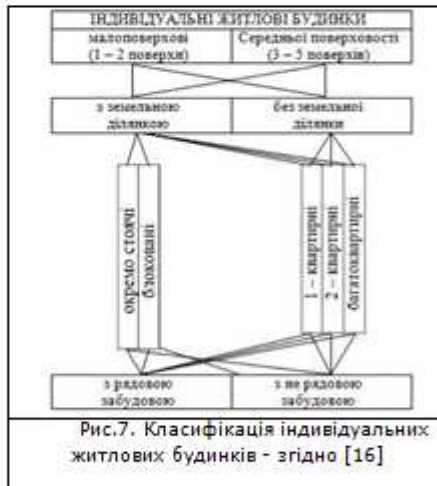 ІНДИВІДУАЛЬНІ ЖИТЛОВІ БУДИНКИ
малоповерхові
(1 – 2 поверхи)
Середньої поверховості
(3 – 5 поверхів)
з земельною
ділянкою
без земельної
ділянки
окремо стоячі
блоковані
1 – квартирні
2 – квартирні
багатоквартирні
з рядовою
забудовою
з не рядовою
забудовою
Рис.7. Класифікація індивідуальних
житлових будинків - згідно [16]